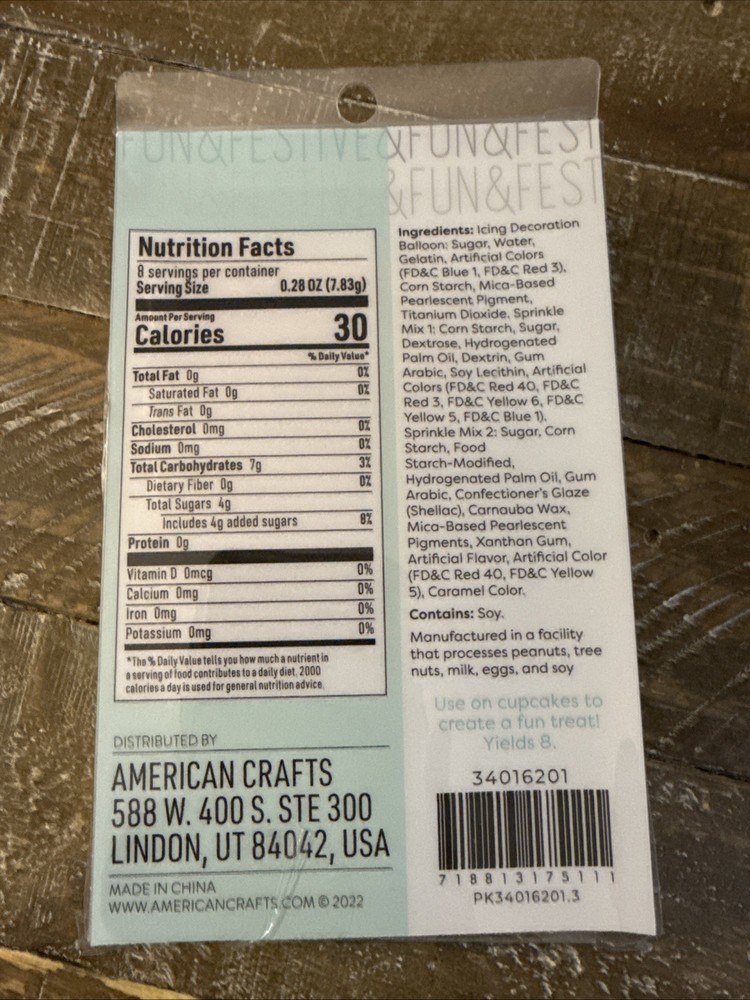 FUN&FESTIVE&FUN&FEST
&FUN&FEST
Nutrition Facts
8 servings per container
Serving Size 0.28 OZ (7.83g)
Amount Per Serving
Calories 30
% Daily Value*
Total Fat 0g 0%
Saturated Fat 0g 0%
Trans Fat 0g
Cholesterol 0mg 0%
Sodium 0mg 0%
Total Carbohydrates 7g 3%
Dietary Fiber 0g 0%
Total Sugars 4g
Includes 4g added sugars 8%
Protein 0g
Vitamin D 0mcg 0%
Calcium 0mg 0%
Iron 0mg 0%
Potassium 0mg 0%
*The % Daily Value tells you how much a nutrient in
a serving of food contributes to a daily diet. 2000
calories a day is used for general nutrition advice.
DISTRIBUTED BY
AMERICAN CRAFTS
588 W. 400 S. STE 300
LINDON, UT 84042, USA
MADE IN CHINA
WWW.AMERICANCRAFTS.COM © 2022
Ingredients: Icing Decoration
Balloon: Sugar, Water,
Gelatin, Artificial Colors
(FD&C Blue 1, FD&C Red 3),
Corn Starch, Mica-Based
Pearlescent Pigment,
Titanium Dioxide. Sprinkle
Mix 1: Corn Starch, Sugar,
Dextrose, Hydrogenated
Palm Oil, Dextrin, Gum
Arabic, Soy Lecithin, Artificial
Colors (FD&C Red 40, FD&C
Red 3, FD&C Yellow 6, FD&C
Yellow 5, FD&C Blue 1).
Sprinkle Mix 2: Sugar, Corn
Starch, Food
Starch-Modified,
Hydrogenated Palm Oil, Gum
Arabic, Confectioner's Glaze
(Shellac), Carnauba Wax,
Mica-Based Pearlescent
Pigments, Xanthan Gum,
Artificial Flavor, Artificial Color
(FD&C Red 40, FD&C Yellow
5), Caramel Color.
Contains: Soy.
Manufactured in a facility
that processes peanuts, tree
nuts, milk, eggs, and soy
Use on cupcakes to
create a fun treat!
Yields 8.
34016201
7 18813 17511 1
PK34016201.3